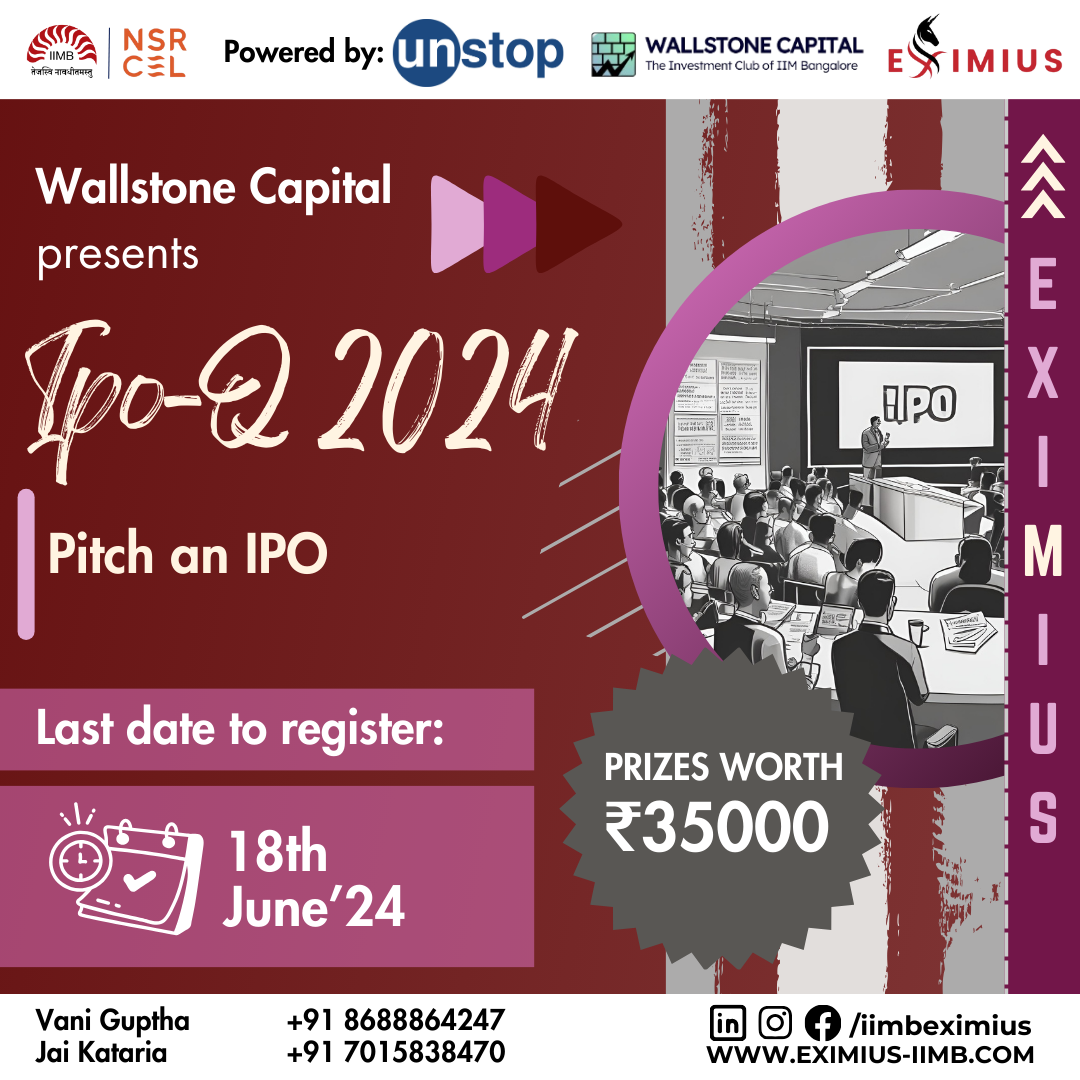 IIMB
तेजस्वि नावधीतमस्तु
NSR
CEL
Powered by:
unstop
WALLSTONE CAPITAL
The Investment Club of IIM Bangalore
EXIMIUS
Wallstone Capital
presents
Ipo-Q 2024
Pitch an IPO
IPO
Last date to register:
18th
June'24
PRIZES WORTH
₹35000
EXIMIUS
Vani Guptha +91 8688864247
Jai Kataria +91 7015838470
in f /iimbeximius
WWW.EXIMIUS-IIMB.COM